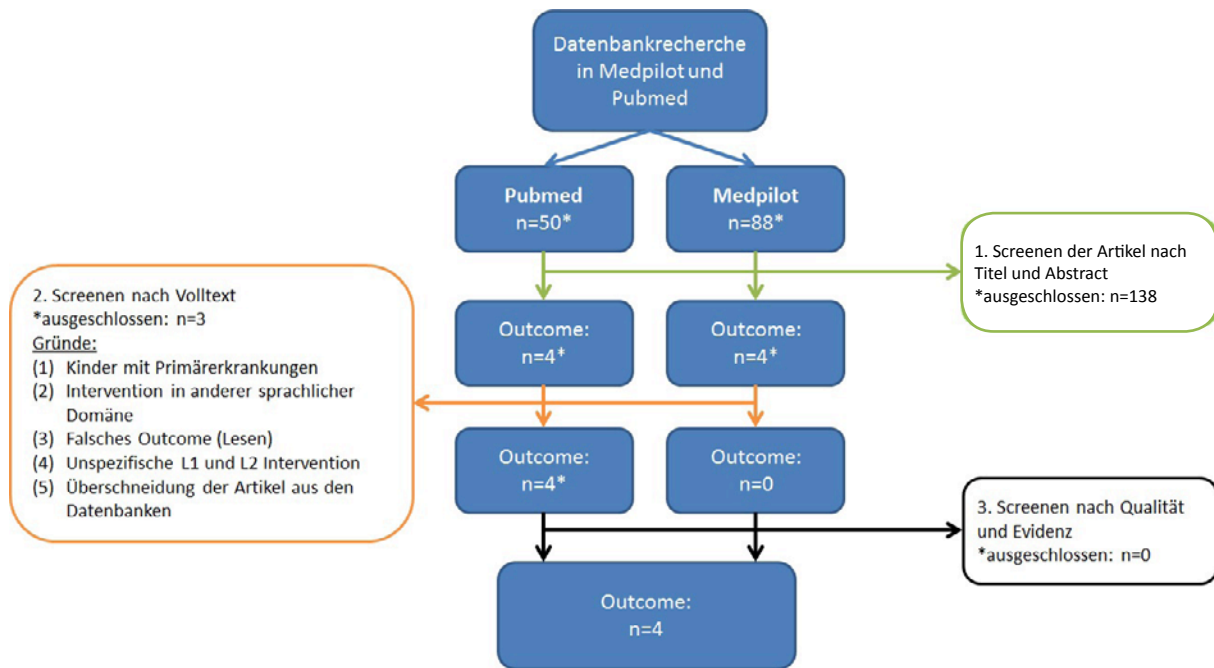 Datenbankrecherche
in Medpilot und
Pubmed
Pubmed
n=50*
Medpilot
n=88*
1. Screenen der Artikel nach
Titel und Abstract
*ausgeschlossen: n=138
2. Screenen nach Volltext
*ausgeschlossen: n=3
Gründe:
(1) Kinder mit Primärerkrankungen
(2) Intervention in anderer sprachlicher
Domäne
(3) Falsches Outcome (Lesen)
(4) Unspezifische L1 und L2 Intervention
(5) Überschneidung der Artikel aus den
Datenbanken
Outcome:
n=4*
Outcome:
n=4*
Outcome:
n=4*
Outcome:
n=0
3. Screenen nach Qualität
und Evidenz
*ausgeschlossen: n=0
Outcome:
n=4